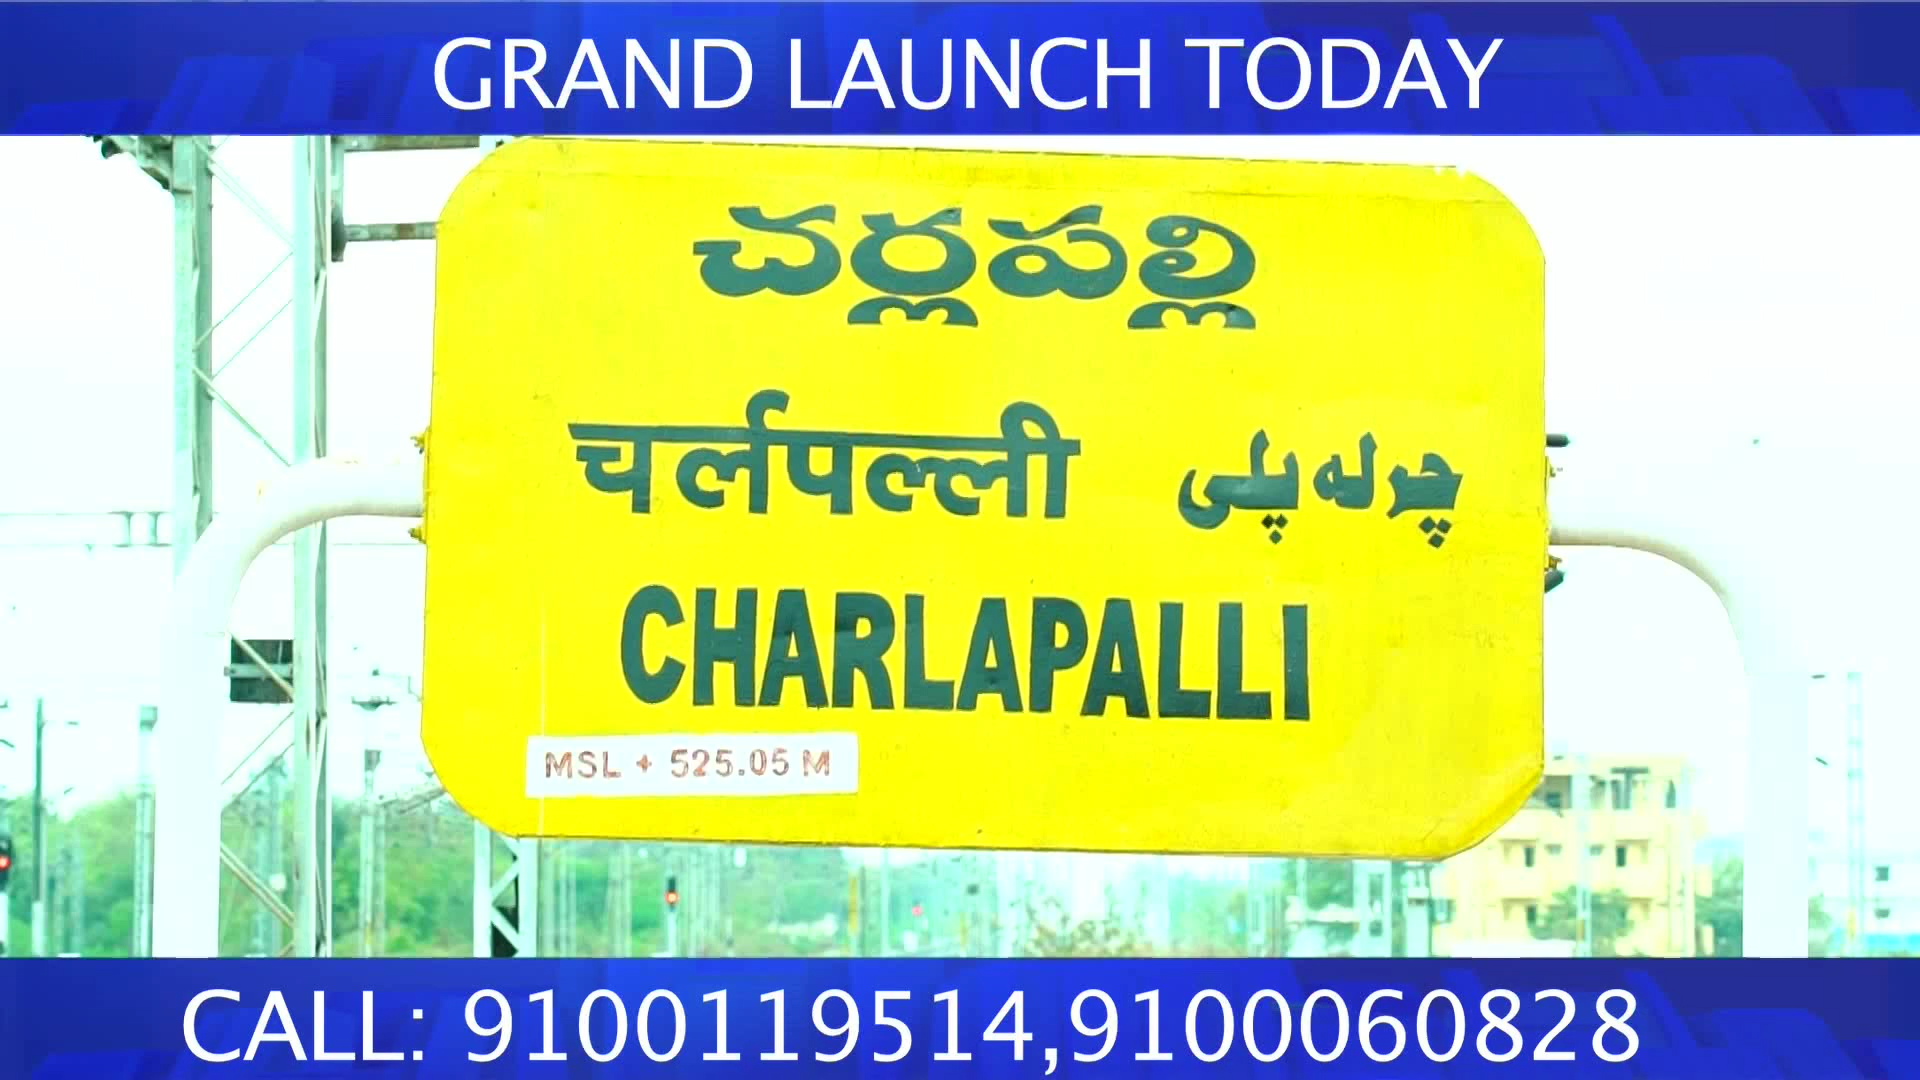 GRAND LAUNCH TODAY
చర్లపల్లి
चर्लपल्ली چرلہ پلی
CHARLAPALLI
MSL + 525.05 M
CALL: 9100119514,9100060828